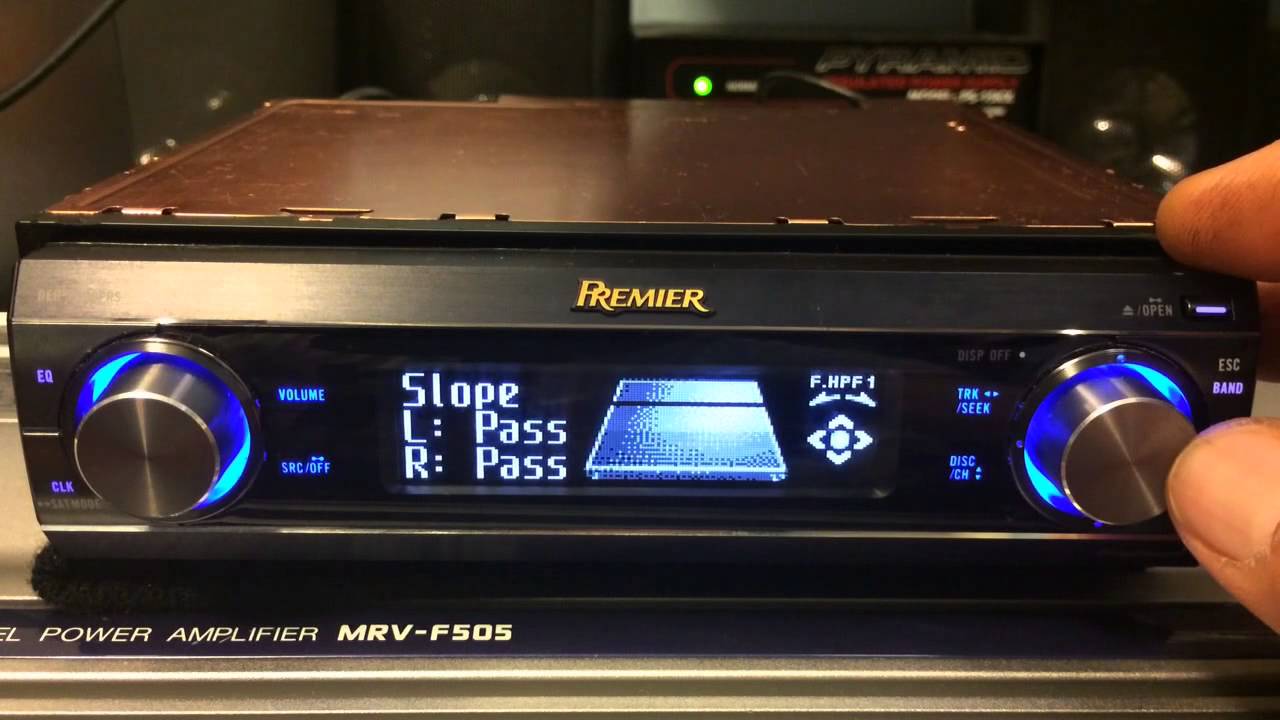 PYRAMID
PREMIER
▲/OPEN
EQ
VOLUME
SRC/OFF
CLK
SATMODE
Slope
L: Pass
R: Pass
F.HPF1
DISP OFF
TRK
/SEEK
DISC
/CH
ESC
BAND
POWER AMPLIFIER MRV-F505